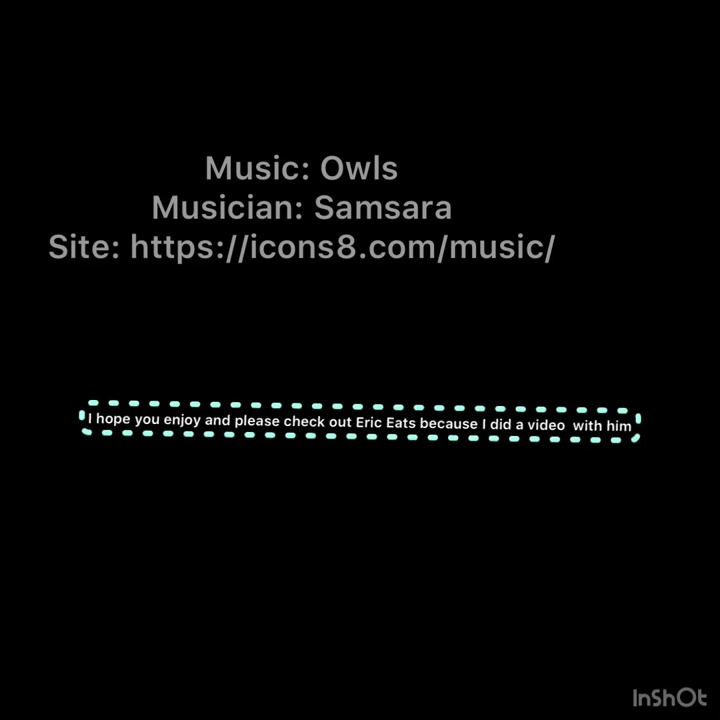 Music: Owls
Musician: Samsara
Site: https://icons8.com/music/
I hope you enjoy and please check out Eric Eats because I did a video  with him
InShOt